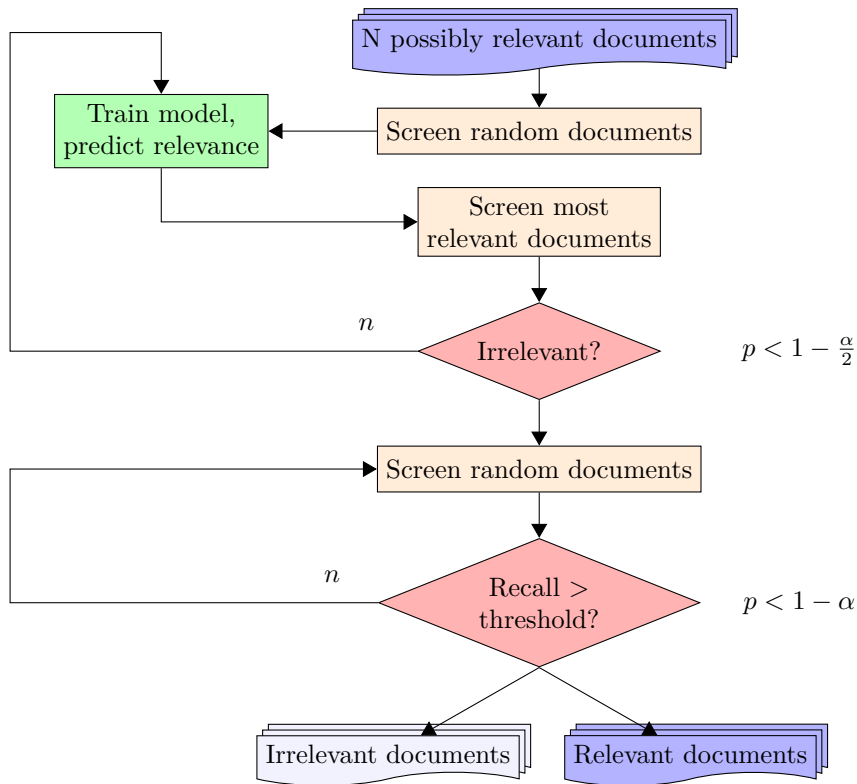 N possibly relevant documents
Train model,
predict relevance
Screen random documents
Screen most
relevant documents
n
Irrelevant?
p < 1 − α/2
Screen random documents
n
Recall >
threshold?
p < 1 − α
Irrelevant documents
Relevant documents